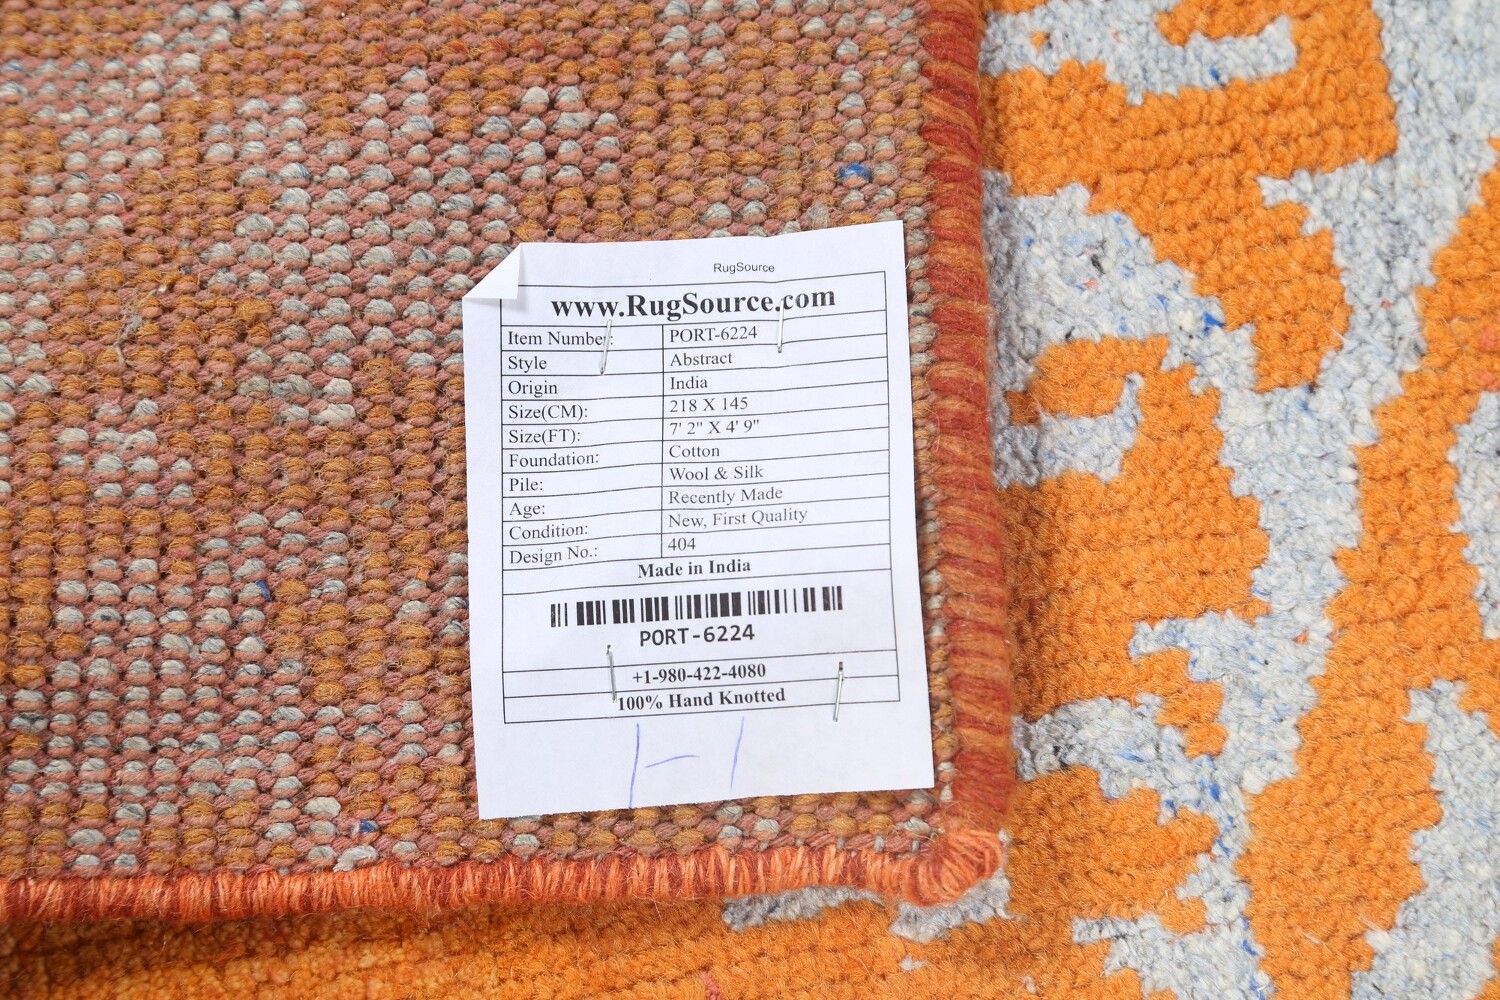 RugSource
www.RugSource.com
Item Number: PORT-6224
Style Abstract
Origin India
Size(CM): 218 X 145
Size(FT): 7' 2" X 4' 9"
Foundation: Cotton
Pile: Wool & Silk
Age: Recently Made
Condition: New, First Quality
Design No.: 404
Made in India
PORT-6224
+1-980-422-4080
100% Hand Knotted
1-1